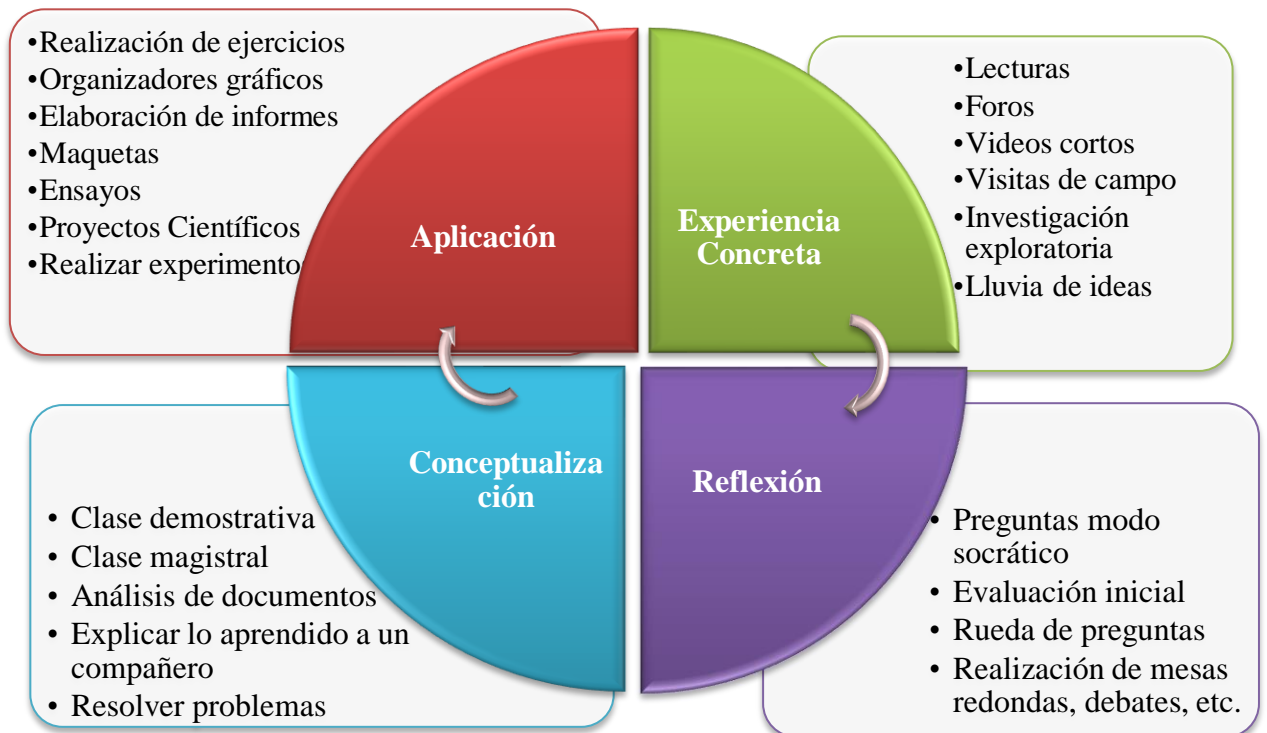 •Realización de ejercicios
•Organizadores gráficos
•Elaboración de informes
•Maquetas
•Ensayos
•Proyectos Científicos
•Realizar experimento
Aplicación
Experiencia
Concreta
•Lecturas
•Foros
•Videos cortos
•Visitas de campo
•Investigación
exploratoria
•Lluvia de ideas
Conceptualiza
ción
• Clase demostrativa
• Clase magistral
• Análisis de documentos
• Explicar lo aprendido a un
compañero
• Resolver problemas
Reflexión
• Preguntas modo
socrático
• Evaluación inicial
• Rueda de preguntas
• Realización de mesas
redondas, debates, etc.